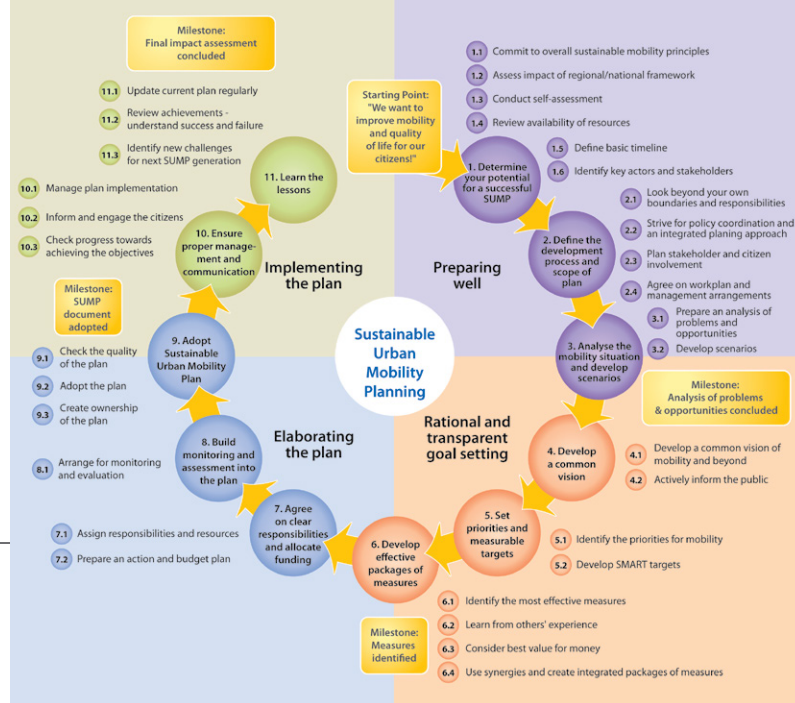 Milestone:
Final impact assessment
concluded
11.1 Update current plan regularly
11.2 Review achievements -
understand success and failure
11.3 Identify new challenges
for next SUMP generation
10.1 Manage plan implementation
10.2 Inform and engage the citizens
10.3 Check progress towards
achieving the objectives
11. Learn the
lessons
10. Ensure
proper manage-
ment and
communication
Implementing
the plan
Starting Point:
"We want to
improve mobility
and quality
of life for our
citizens!"
1.1 Commit to overall sustainable mobility principles
1.2 Assess impact of regional/national framework
1.3 Conduct self-assessment
1.4 Review availability of resources
1.5 Define basic timeline
1.6 Identify key actors and stakeholders
1. Determine
your potential
for a successful
SUMP
2.1 Look beyond your own
boundaries and responsibilities
2.2 Strive for policy coordination and
an integrated planing approach
2.3 Plan stakeholder and citizen
involvement
2.4 Agree on workplan and
management arrangements
2. Define the
development
process and
scope of
plan
Preparing
well
3.1 Prepare an analysis of
problems and
opportunities
3.2 Develop scenarios
3. Analyse the
mobility situation
and develop
scenarios
Milestone:
Analysis of problems
& opportunities concluded
Sustainable
Urban
Mobility
Planning
Rational and
transparent
goal setting
4. Develop
a common
vision
4.1 Develop a common vision of
mobility and beyond
4.2 Actively inform the public
5. Set
priorities and
measurable
targets
5.1 Identify the priorities for mobility
5.2 Develop SMART targets
6. Develop
effective
packages of
measures
6.1 Identify the most effective measures
6.2 Learn from others' experience
6.3 Consider best value for money
6.4 Use synergies and create integrated packages of measures
Milestone:
Measures
identified
Elaborating
the plan
7. Agree
on clear
responsibilities
and allocate
funding
7.1 Assign responsibilities and resources
7.2 Prepare an action and budget plan
8. Build
monitoring and
assessment into
the plan
8.1 Arrange for monitoring
and evaluation
9. Adopt
Sustainable
Urban Mobility
Plan
9.1 Check the quality
of the plan
9.2 Adopt the plan
9.3 Create ownership
of the plan
Milestone:
SUMP
document
adopted